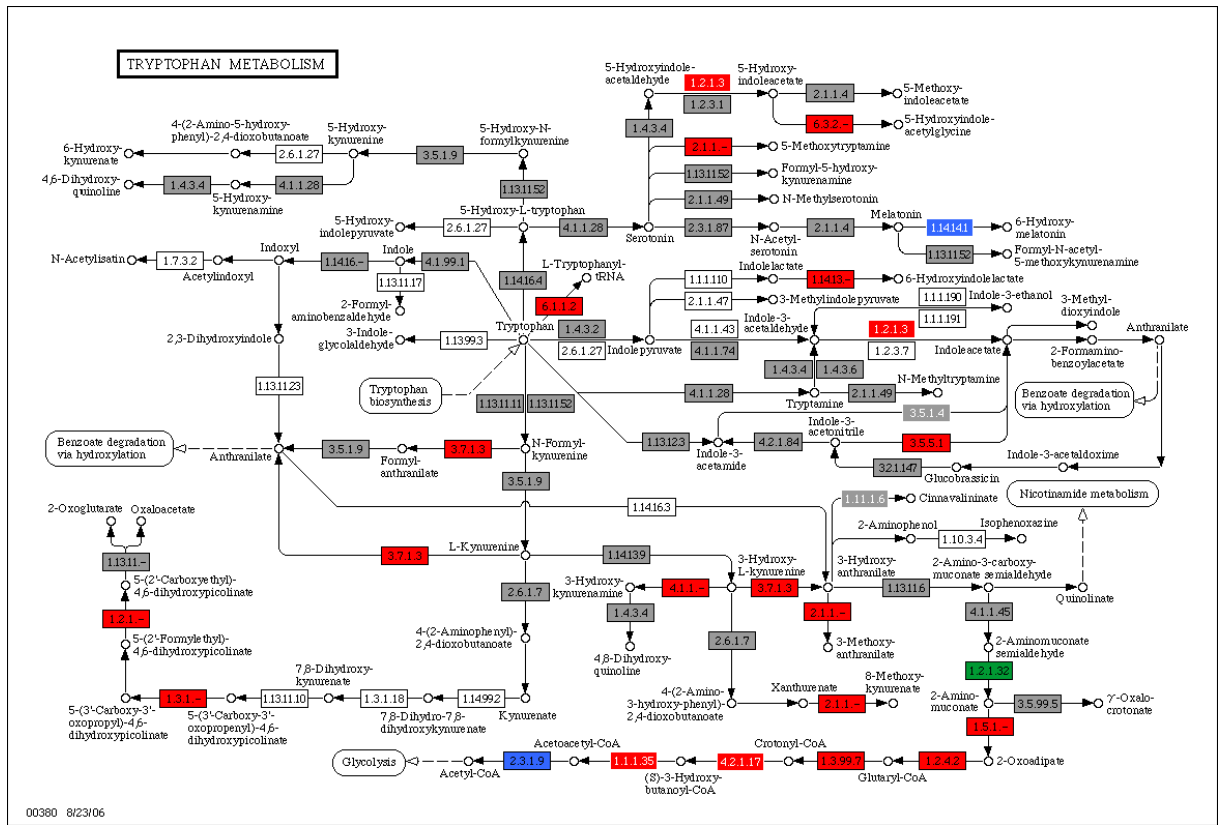 TRYPTOPHAN METABOLISM
5-Hydroxyindole-
acetaldehyde
1.2.1.3
1.2.3.1
5-Hydroxy-
indoleacetate
2.1.1.4
5-Methoxy-
indoleacetate
6.3.2.-
5-Hydroxyindole-
acetylglycine
4-(2-Amino-5-hydroxy-
phenyl)-2,4-dioxobutanoate
5-Hydroxy-
kynurenine
5-Hydroxy-N-
formylkynurenine
1.4.3.4
6-Hydroxy-
kynurenate
2.6.1.27
3.5.1.9
2.1.1.-
5-Methoxytryptamine
4,6-Dihydroxy-
quinoline
1.4.3.4
5-Hydroxy-
kynurenamine
4.1.1.28
1.13.11.52
1.13.11.52
Formyl-5-hydroxy-
kynurenamine
2.1.1.49
N-Methylserotonin
5-Hydroxy-L-tryptophan
5-Hydroxy-
indolepyruvate
2.6.1.27
4.1.1.28
Serotonin
2.3.1.87
N-Acetyl-
serotonin
2.1.1.4
Melatonin
1.14.14.1
6-Hydroxy-
melatonin
1.13.11.52
Formyl-N-acetyl-
5-methoxykynurenamine
N-Acetylisatin
1.7.3.2
Acetylindoxyl
Indoxyl
1.14.16.-
Indole
4.1.99.1
1.13.11.17
2-Formyl-
aminobenzaldehyde
1.14.16.4
L-Tryptophanyl-
tRNA
6.1.1.2
1.1.1.110
Indolelactate
1.14.13.-
6-Hydroxyindolelactate
2.1.1.47
3-Methylindolepyruvate
1.1.1.190
1.1.1.191
Indole-3-ethanol
3-Methyl-
dioxyindole
2,3-Dihydroxyindole
3-Indole-
glycolaldehyde
1.13.99.3
Tryptophan
1.4.3.2
2.6.1.27
Indolepyruvate
4.1.1.43
4.1.1.74
Indole-3-
acetaldehyde
1.2.1.3
1.2.3.7
Indoleacetate
2-Formamino-
benzoylacetate
Anthranilate
1.13.11.23
Tryptophan
biosynthesis
1.13.11.11
1.13.11.52
4.1.1.28
1.4.3.4
1.4.3.6
Tryptamine
2.1.1.49
N-Methyltryptamine
Benzoate degradation
via hydroxylation
3.5.1.4
Benzoate degradation
via hydroxylation
Anthranilate
3.5.1.9
Formyl-
anthranilate
3.7.1.3
N-Formyl-
kynurenine
1.13.12.3
Indole-3-
acetamide
4.2.1.84
Indole-3-
acetonitrile
3.5.5.1
3.2.1.147
Glucobrassicin
Indole-3-acetaldoxime
3.5.1.9
1.14.16.3
1.11.1.6
Cinnavalininate
Nicotinamide metabolism
2-Oxoglutarate
Oxaloacetate
1.13.11.-
3.7.1.3
L-Kynurenine
1.14.13.9
3-Hydroxy-
L-kynurenine
3-Hydroxy-
anthranilate
2-Aminophenol
1.10.3.4
Isophenoxazine
2-Amino-3-carboxy-
muconate semialdehyde
5-(2'-Carboxyethyl)-
4,6-dihydroxypicolinate
1.2.1.-
2.6.1.7
3-Hydroxy-
kynurenamine
4.1.1.-
3.7.1.3
1.13.11.6
Quinolinate
1.4.3.4
2.1.1.-
4.1.1.45
5-(2'-Formylethyl)-
4,6-dihydroxypicolinate
4-(2-Aminophenyl)-
2,4-dioxobutanoate
4,8-Dihydroxy-
quinoline
2.6.1.7
3-Methoxy-
anthranilate
2-Aminomuconate
semialdehyde
1.2.1.32
5-(3'-Carboxy-3'-
oxopropyl)-4,6-
dihydroxypicolinate
1.3.1.-
5-(3'-Carboxy-3'-
oxopropenyl)-4,6-
dihydroxypicolinate
1.13.11.10
7,8-Dihydroxy-
kynurenate
1.3.1.18
7,8-Dihydro-7,8-
dihydroxykynurenate
1.14.99.2
Kynurenate
4-(2-Amino-
3-hydroxy-phenyl)-
2,4-dioxobutanoate
Xanthurenate
2.1.1.-
8-Methoxy-
kynurenate
2-Amino-
muconate
3.5.99.5
γ-Oxalo-
crotonate
1.5.1.-
Glycolysis
Acetyl-CoA
2.3.1.9
Acetoacetyl-CoA
1.1.1.35
(S)-3-Hydroxy-
butanoyl-CoA
4.2.1.17
Crotonyl-CoA
1.3.99.7
Glutaryl-CoA
1.2.4.2
2-Oxoadipate
00380 8/23/06